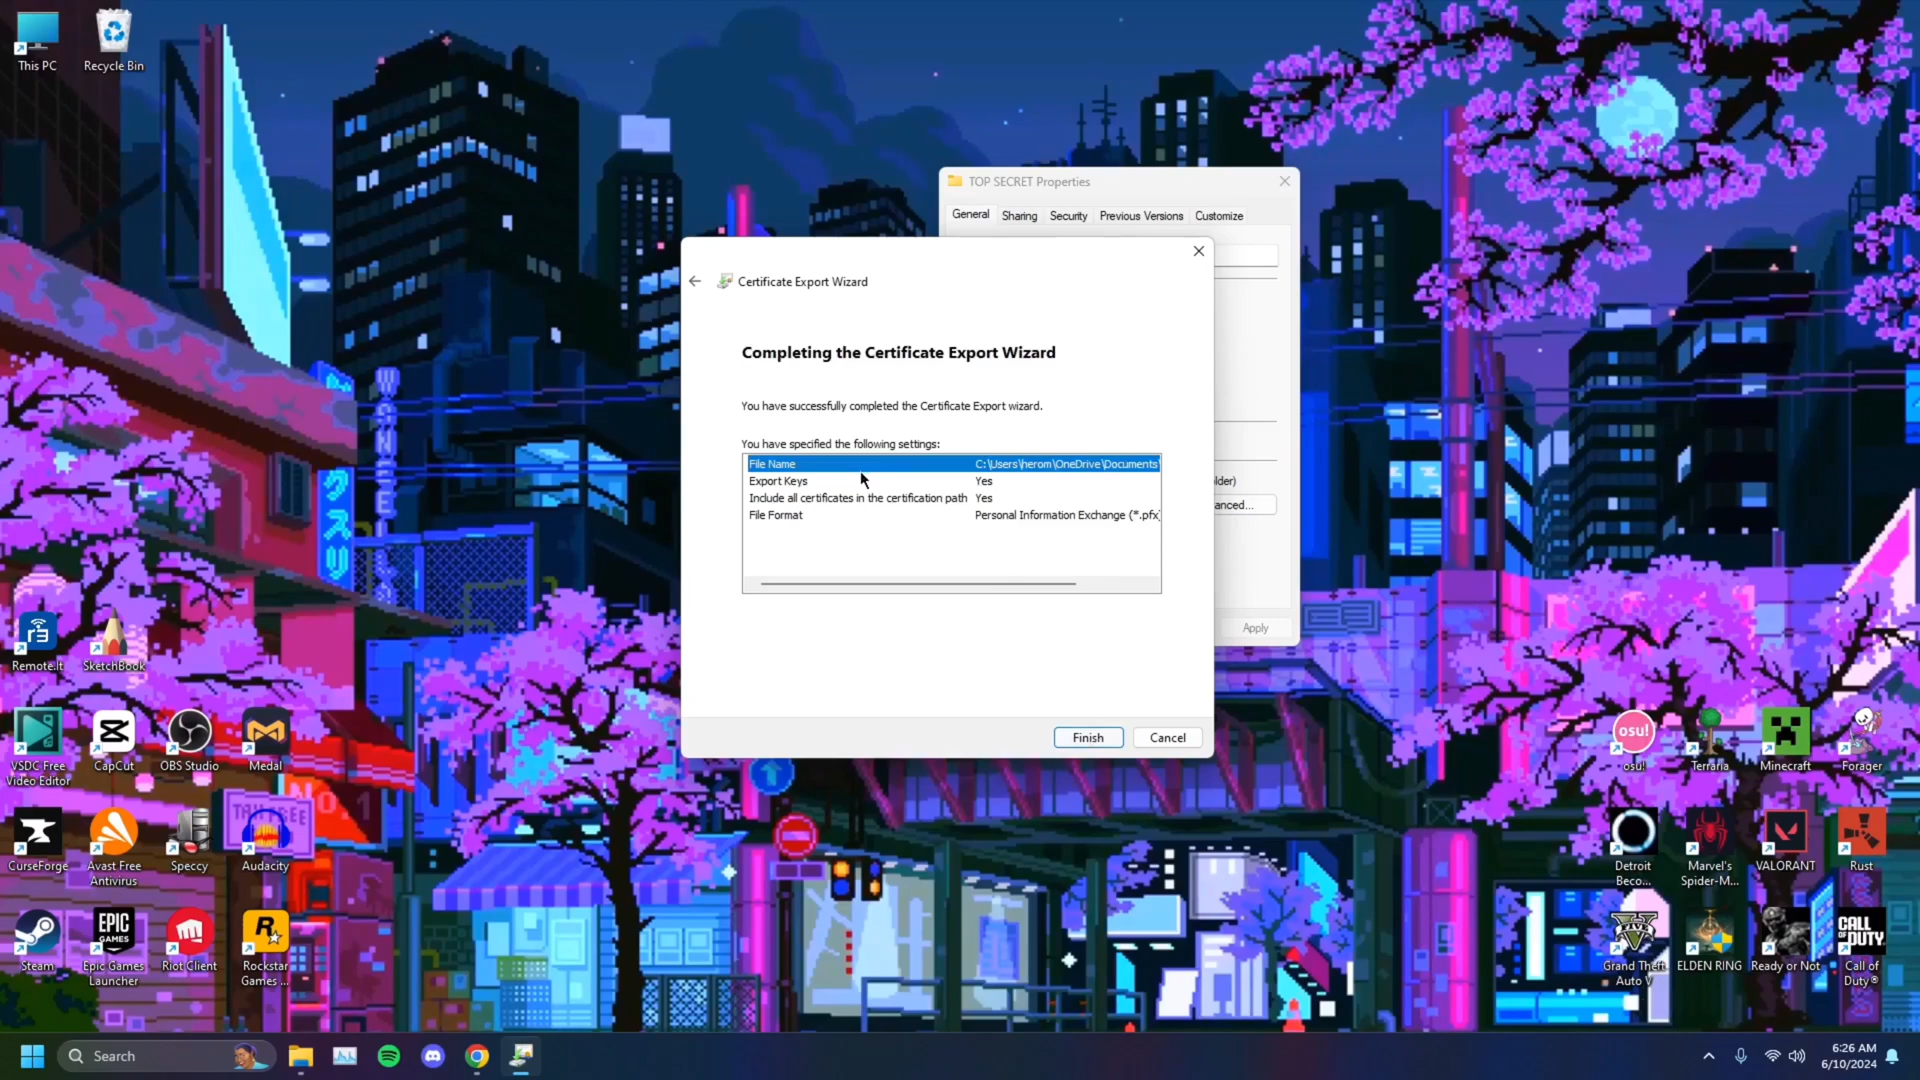 This PC
Recycle Bin
TOP SECRET Properties
General
Sharing
Security
Previous Versions
Customize
Certificate Export Wizard
Completing the Certificate Export Wizard
You have successfully completed the Certificate Export wizard.
You have specified the following settings:
File Name C:\Users\herom\OneDrive\Documents\
Export Keys Yes
Include all certificates in the certification path Yes
File Format Personal Information Exchange (*.pfx)
lder)
anced...
Apply
Finish
Cancel
クスリ
NO 1
Remote.It
SketchBook
VSDC Free
Video Editor
CapCut
OBS Studio
Medal
CurseForge
Avast Free
Antivirus
Speccy
Audacity
Steam
EPIC
GAMES
Epic Games
Launcher
Riot Client
Rockstar
Games ...
osu!
osu!
Terraria
Minecraft
Forager
Detroit
Beco...
Marvel's
Spider-M...
VALORANT
Rust
Grand Theft
Auto V
ELDEN RING
Ready or Not
CALL
OF DUTY
Call of
Duty®
Search
6:26 AM
6/10/2024